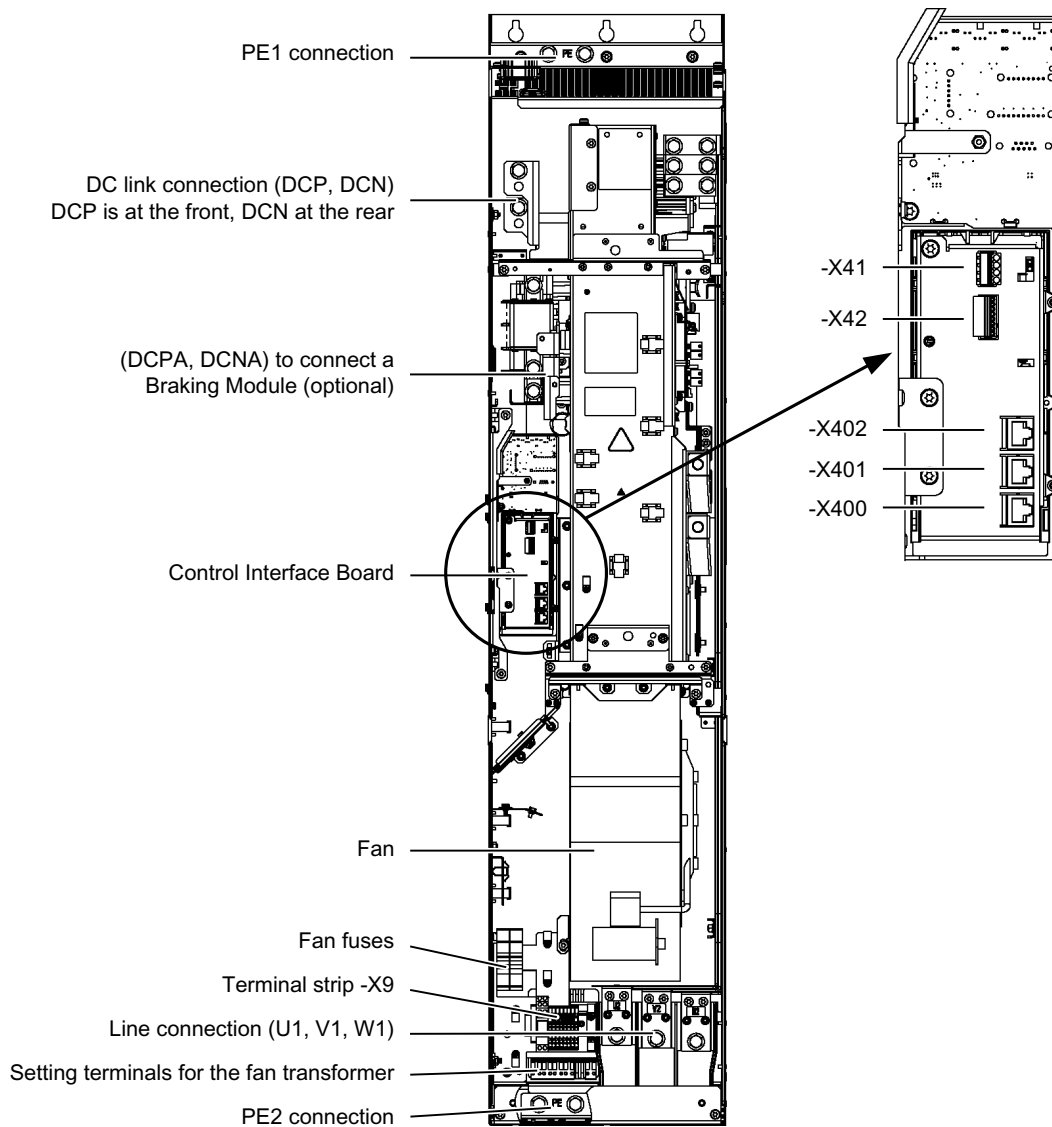 PE1 connection
PE
DC link connection (DCP, DCN)
DCP is at the front, DCN at the rear
-X41
-X42
(DCPA, DCNA) to connect a
Braking Module (optional)
-X402
-X401
-X400
Control Interface Board
Fan
Fan fuses
Terminal strip -X9
Line connection (U1, V1, W1)
Setting terminals for the fan transformer
PE
PE2 connection